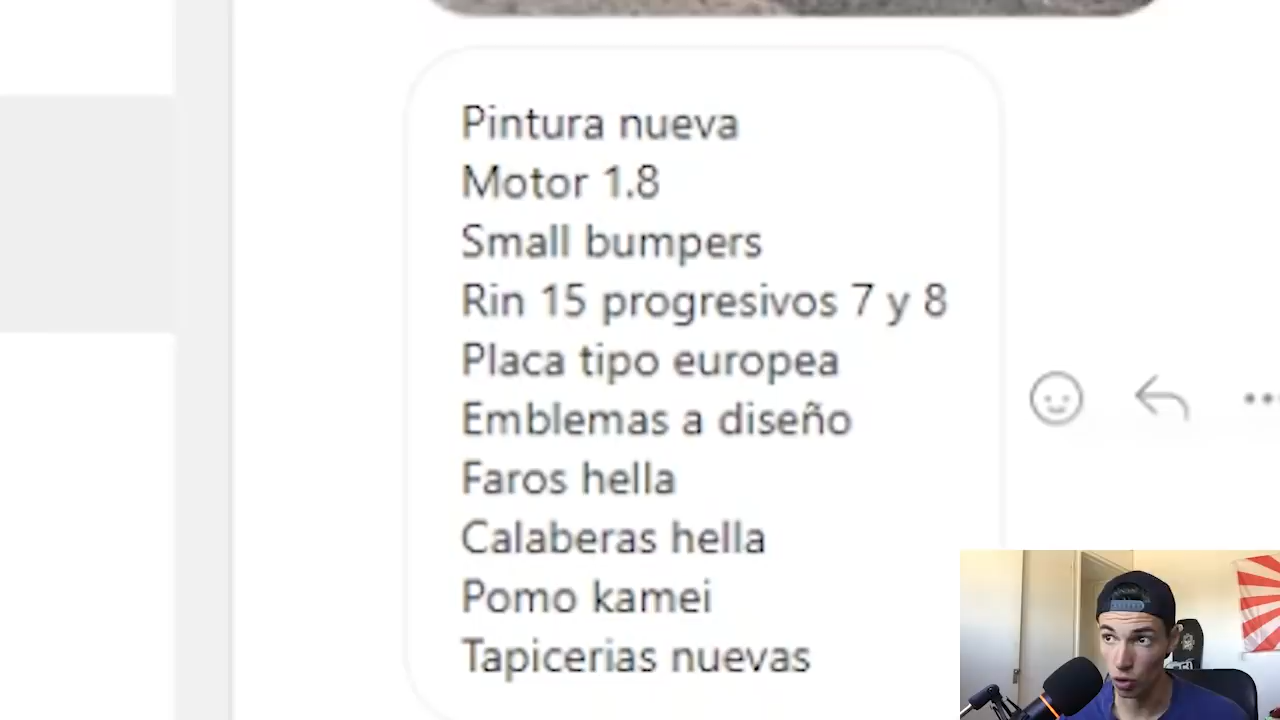 Pintura nueva
Motor 1.8
Small bumpers
Rin 15 progresivos 7 y 8
Placa tipo europea
Emblemas a diseño
Faros hella
Calaberas hella
Pomo kamei
Tapicerias nuevas